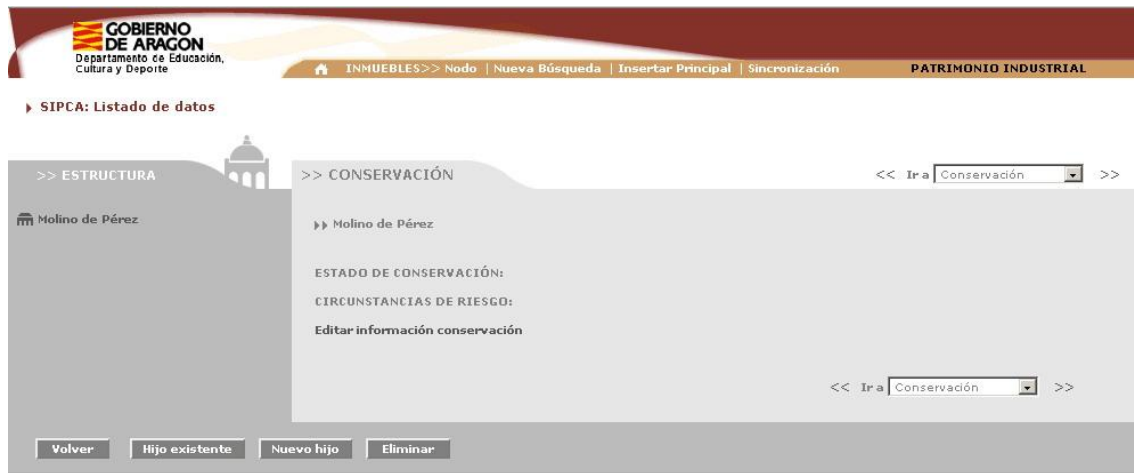 GOBIERNO
DE ARAGON
Departamento de Educación,
Cultura y Deporte
INMUEBLES>> Nodo | Nueva Búsqueda | Insertar Principal | Sincronización
PATRIMONIO INDUSTRIAL
SIPCA: Listado de datos
>> ESTRUCTURA
>> CONSERVACIÓN
<< Ir a Conservación >>
Molino de Pérez
Molino de Pérez
ESTADO DE CONSERVACIÓN:
CIRCUNSTANCIAS DE RIESGO:
Editar información conservación
<< Ir a Conservación >>
Volver Hijo existente Nuevo hijo Eliminar